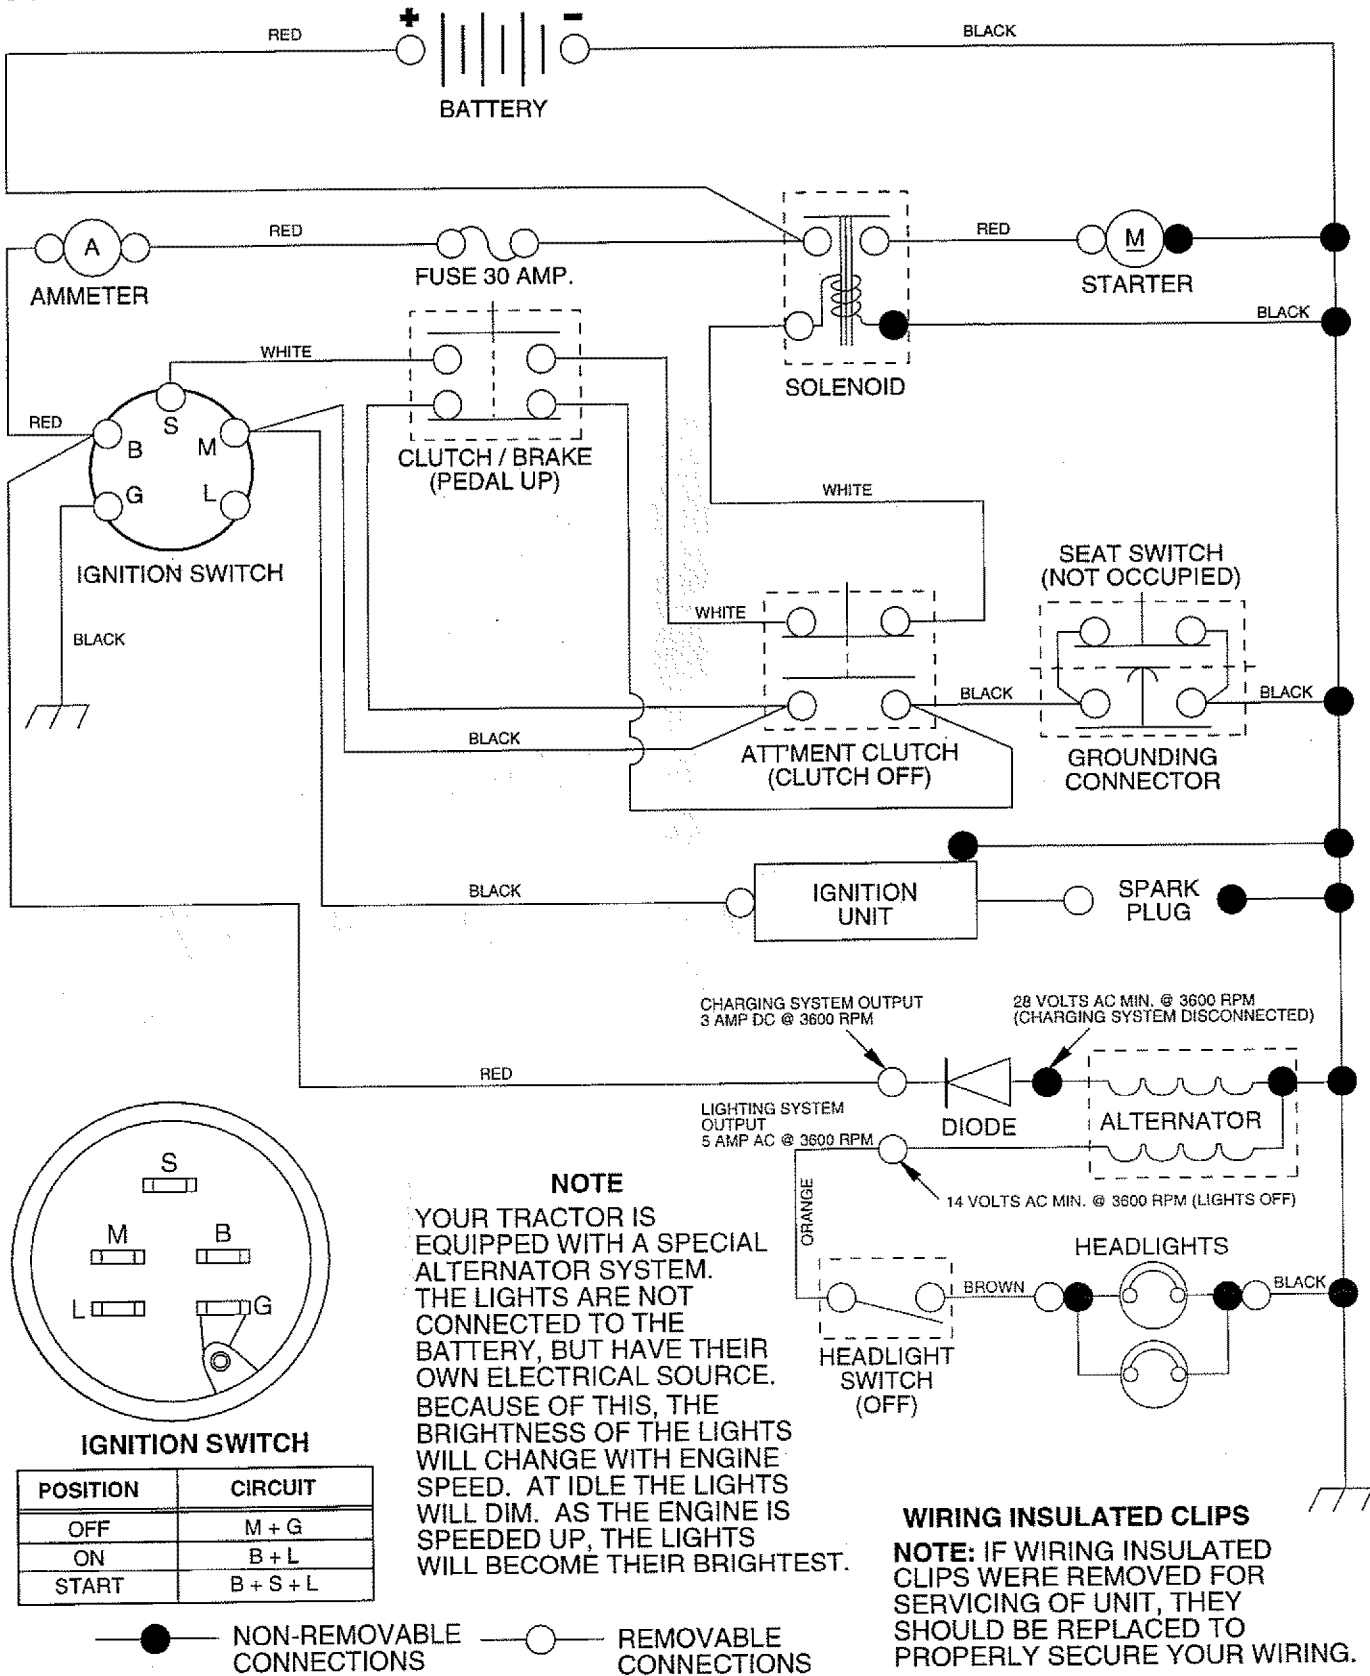 + -
RED
BLACK
BATTERY
A
RED
RED
M
FUSE 30 AMP.
AMMETER
STARTER
BLACK
WHITE
SOLENOID
RED
S
B
M
G
L
CLUTCH / BRAKE
(PEDAL UP)
WHITE
IGNITION SWITCH
SEAT SWITCH
(NOT OCCUPIED)
WHITE
BLACK
BLACK
BLACK
BLACK
ATT'MENT CLUTCH
(CLUTCH OFF)
GROUNDING
CONNECTOR
BLACK
IGNITION
UNIT
SPARK
PLUG
CHARGING SYSTEM OUTPUT
3 AMP DC @ 3600 RPM
28 VOLTS AC MIN. @ 3600 RPM
(CHARGING SYSTEM DISCONNECTED)
RED
LIGHTING SYSTEM
OUTPUT
5 AMP AC @ 3600 RPM
DIODE
ALTERNATOR
14 VOLTS AC MIN. @ 3600 RPM (LIGHTS OFF)
ORANGE
HEADLIGHTS
BROWN
BLACK
HEADLIGHT
SWITCH
(OFF)
S
M
B
L
G
IGNITION SWITCH
POSITION CIRCUIT
OFF M + G
ON B + L
START B + S + L
NOTE
YOUR TRACTOR IS
EQUIPPED WITH A SPECIAL
ALTERNATOR SYSTEM.
THE LIGHTS ARE NOT
CONNECTED TO THE
BATTERY, BUT HAVE THEIR
OWN ELECTRICAL SOURCE.
BECAUSE OF THIS, THE
BRIGHTNESS OF THE LIGHTS
WILL CHANGE WITH ENGINE
SPEED. AT IDLE THE LIGHTS
WILL DIM. AS THE ENGINE IS
SPEEDED UP, THE LIGHTS
WILL BECOME THEIR BRIGHTEST.
WIRING INSULATED CLIPS
NOTE: IF WIRING INSULATED
CLIPS WERE REMOVED FOR
SERVICING OF UNIT, THEY
SHOULD BE REPLACED TO
PROPERLY SECURE YOUR WIRING.
NON-REMOVABLE
CONNECTIONS
REMOVABLE
CONNECTIONS